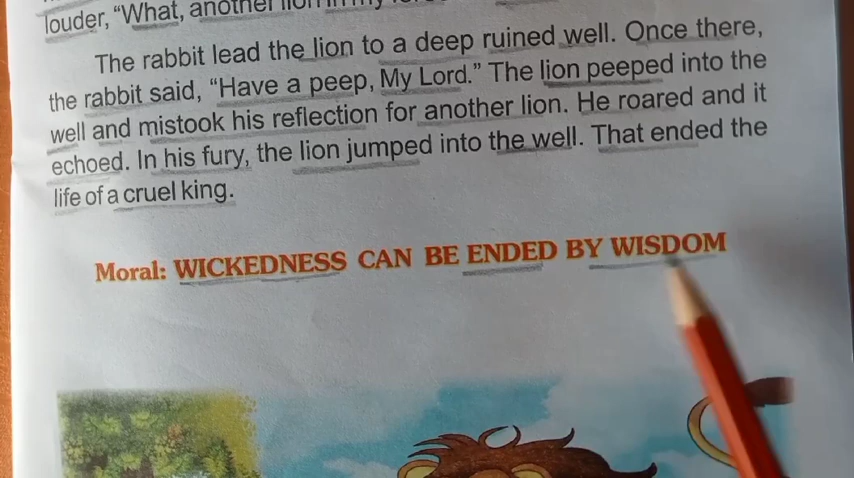 louder, “What, another lion in my
The rabbit lead the lion to a deep ruined well. Once there,
the rabbit said, “Have a peep, My Lord.” The lion peeped into the
well and mistook his reflection for another lion. He roared and it
echoed. In his fury, the lion jumped into the well. That ended the
life of a cruel king.
Moral: WICKEDNESS CAN BE ENDED BY WISDOM